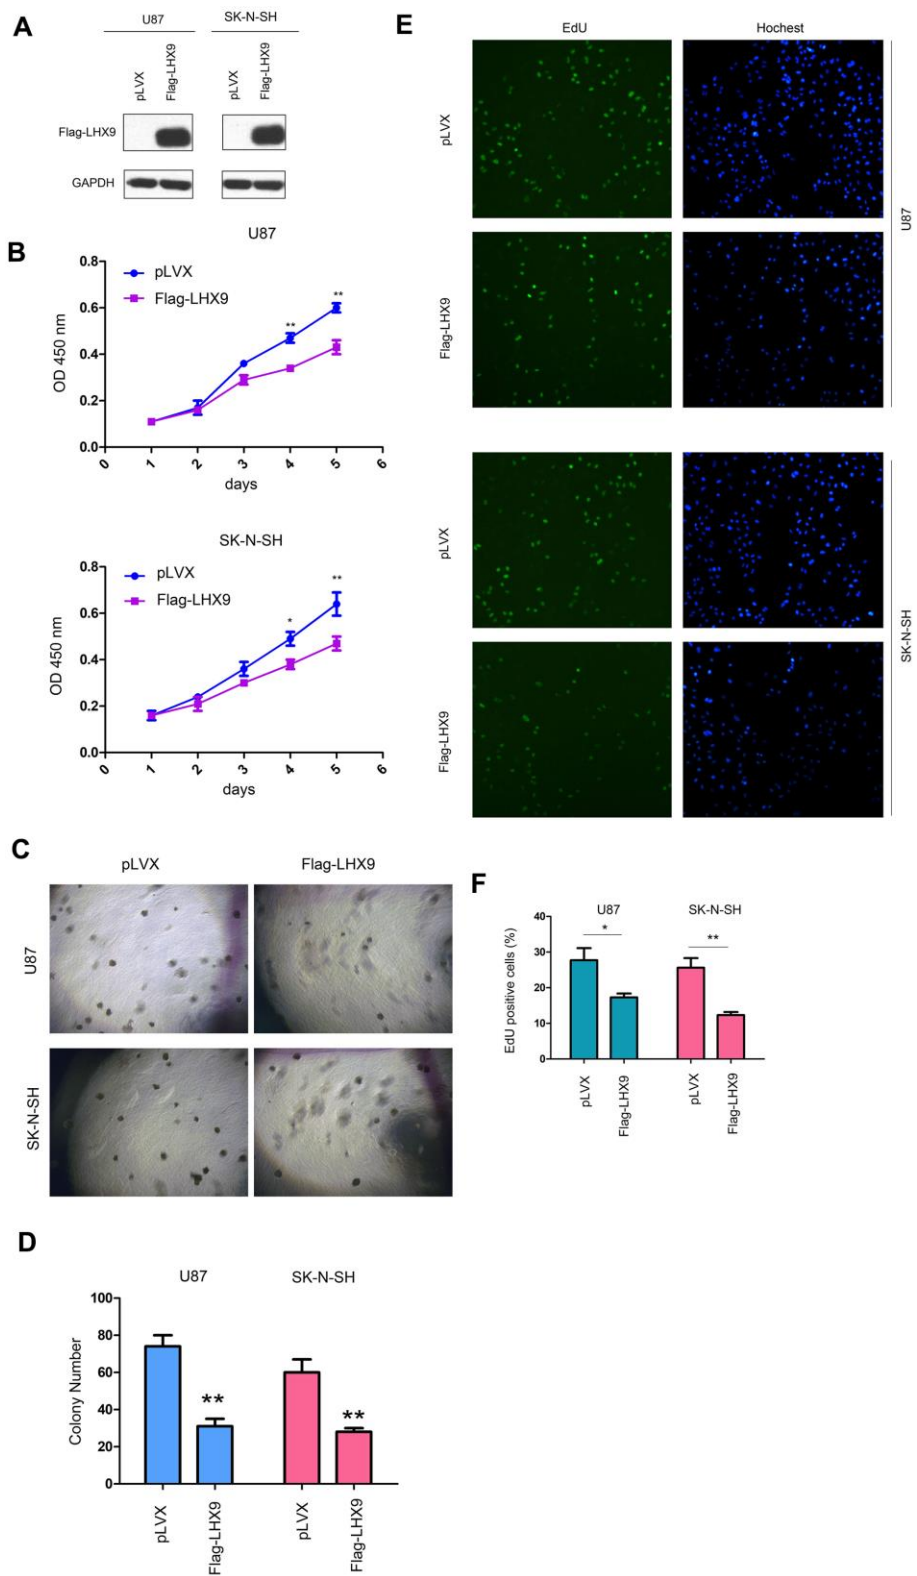 A
U87
SK-N-SH
pLVX
Flag-LHX9
pLVX
Flag-LHX9
Flag-LHX9
GAPDH
B
U87
0.8
0.6
0.4
0.2
0.0
OD 450 nm
pLVX
Flag-LHX9
**
**
0
1
2
3
4
5
6
days
SK-N-SH
0.8
0.6
0.4
0.2
0.0
OD 450 nm
pLVX
Flag-LHX9
*
**
0
1
2
3
4
5
6
days
C
pLVX
Flag-LHX9
U87
SK-N-SH
D
U87
SK-N-SH
100
80
60
40
20
0
Colony Number
**
**
pLVX
Flag-LHX9
pLVX
Flag-LHX9
E
EdU
Hochest
pLVX
Flag-LHX9
U87
pLVX
Flag-LHX9
SK-N-SH
F
U87
SK-N-SH
40
30
20
10
0
EdU positive cells (%)
*
**
pLVX
Flag-LHX9
pLVX
Flag-LHX9